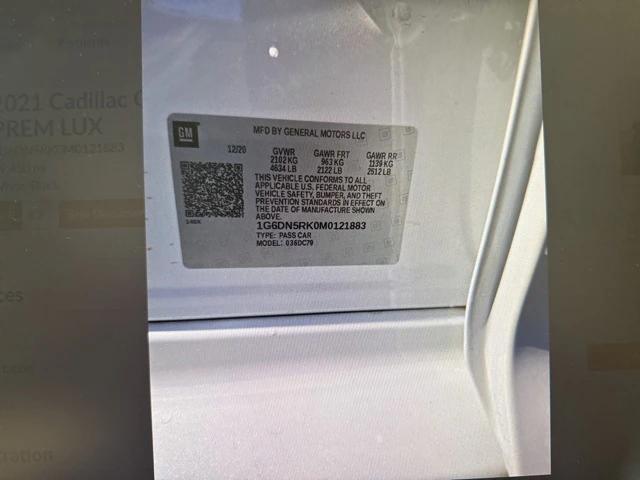 2021 Cadillac
PREM LUX
GM
MFD BY GENERAL MOTORS LLC
12/20
GVWR GAWR FRT GAWR RR
2102 KG 963 KG 1139 KG
4634 LB 2122 LB 2512 LB
THIS VEHICLE CONFORMS TO ALL
APPLICABLE U.S. FEDERAL MOTOR
VEHICLE SAFETY, BUMPER, AND THEFT
PREVENTION STANDARDS IN EFFECT ON
THE DATE OF MANUFACTURE SHOWN
ABOVE.
1G6DN5RK0M0121883
TYPE: PASS CAR
MODEL: 036DC79